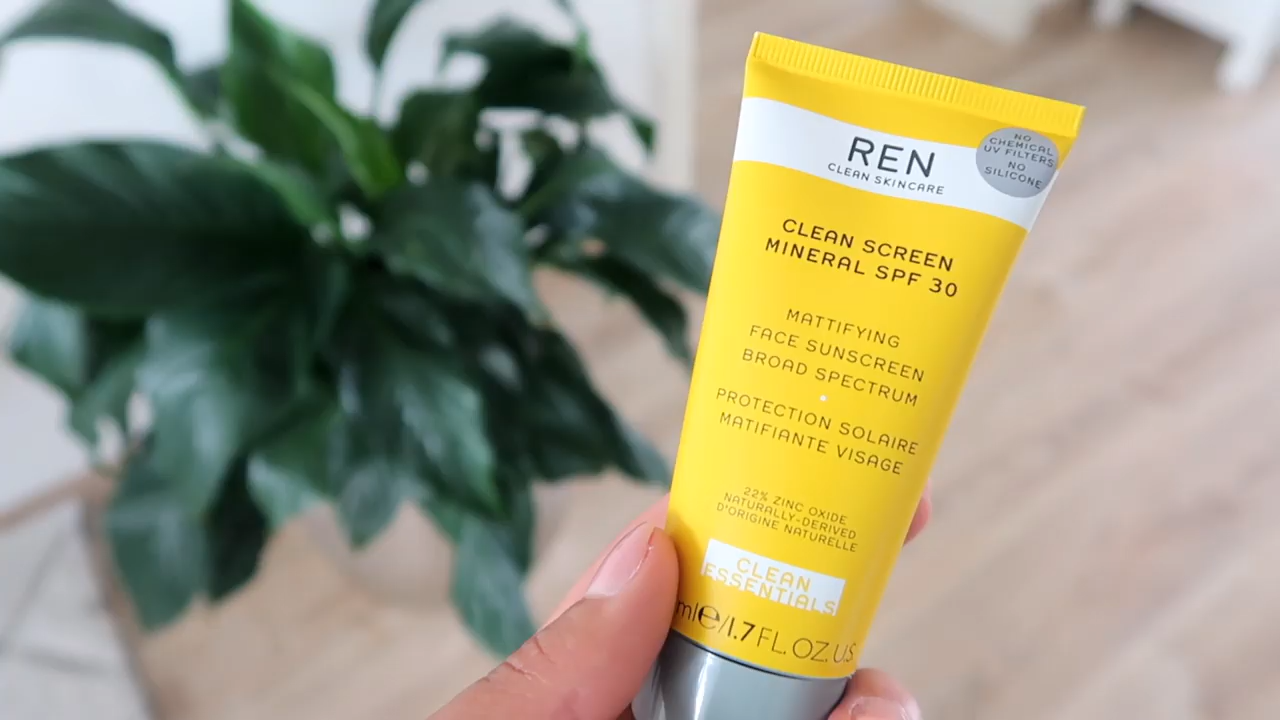 REN
CLEAN SKINCARE
NO
CHEMICAL
UV FILTERS
NO
SILICONE
CLEAN SCREEN
MINERAL SPF 30
MATTIFYING
FACE SUNSCREEN
BROAD SPECTRUM
PROTECTION SOLAIRE
MATIFIANTE VISAGE
22% ZINC OXIDE
NATURALLY-DERIVED
D'ORIGINE NATURELLE
CLEAN
ESSENTIALS
ml℮/1.7 FL. OZ. U.S